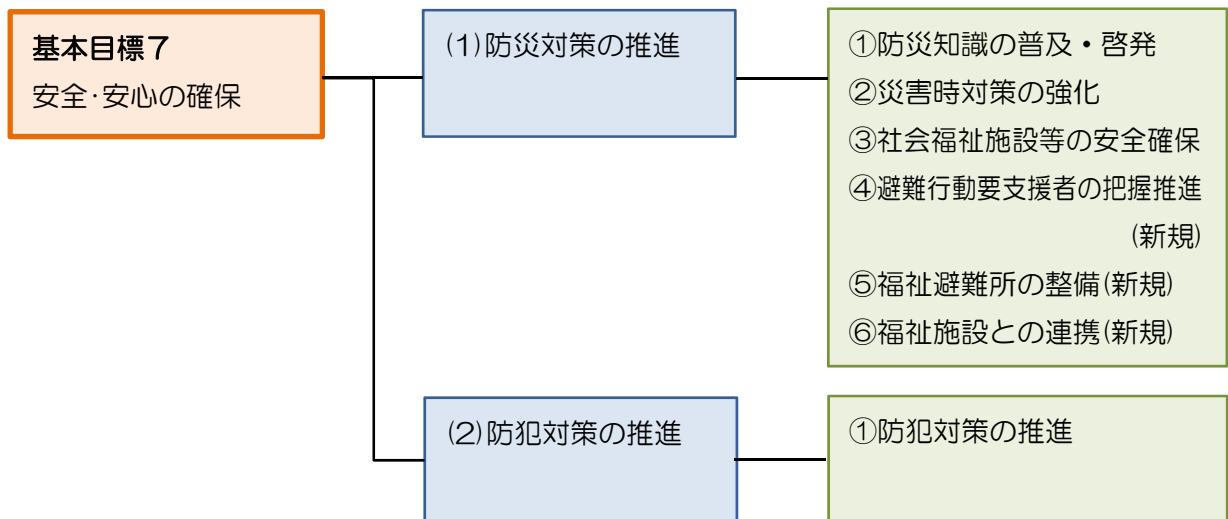 基本目標７
安全･安心の確保
(1)防災対策の推進
①防災知識の普及・啓発
②災害時対策の強化
③社会福祉施設等の安全確保
④避難行動要支援者の把握推進
(新規)
⑤福祉避難所の整備(新規)
⑥福祉施設との連携(新規)
(2)防犯対策の推進
①防犯対策の推進